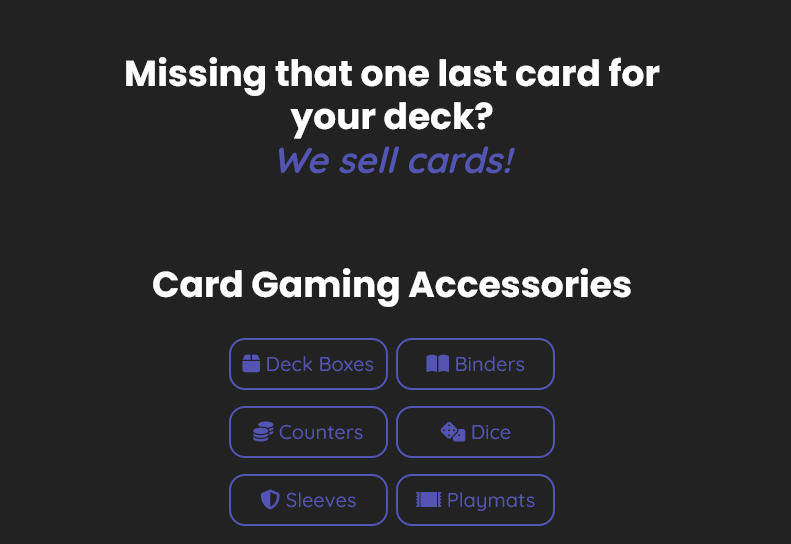 Missing that one last card for
your deck?
We sell cards!
Card Gaming Accessories
Deck Boxes
Binders
Counters
Dice
Sleeves
Playmats